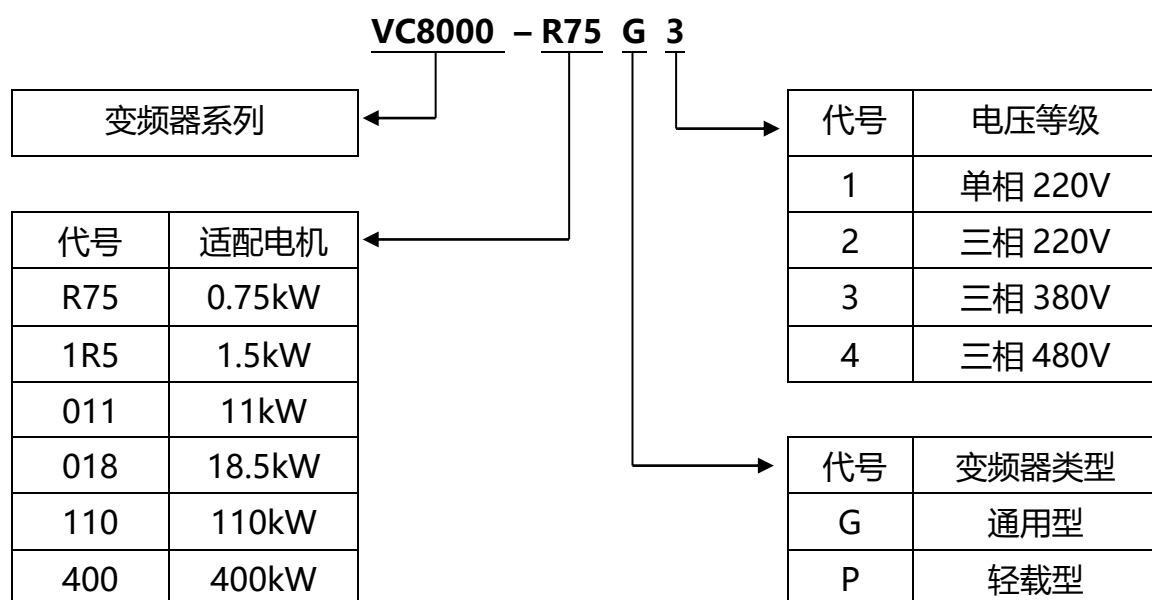 VC8000 – R75 G 3
变频器系列
代号 适配电机
R75 0.75kW
1R5 1.5kW
011 11kW
018 18.5kW
110 110kW
400 400kW
代号 电压等级
1 单相 220V
2 三相 220V
3 三相 380V
4 三相 480V
代号 变频器类型
G 通用型
P 轻载型